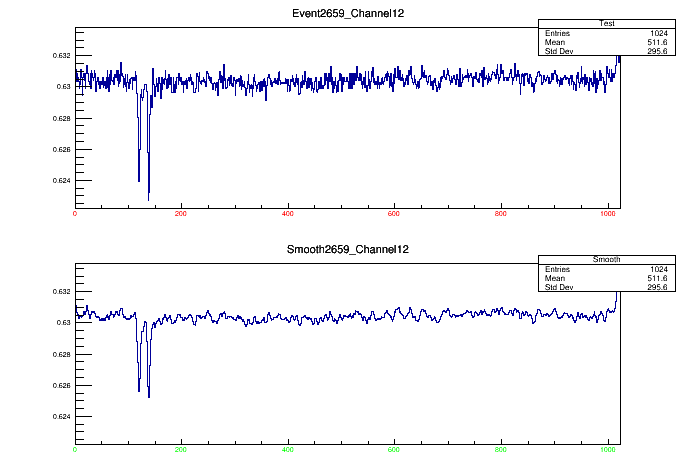 Event2659_Channel12
Test
Entries 1024
Mean 511.6
Std Dev 295.6
0.632
0.63
0.628
0.626
0.624
0 200 400 600 800 1000
Smooth2659_Channel12
Smooth
Entries 1024
Mean 511.6
Std Dev 295.6
0.632
0.63
0.628
0.626
0.624
0 200 400 600 800 1000